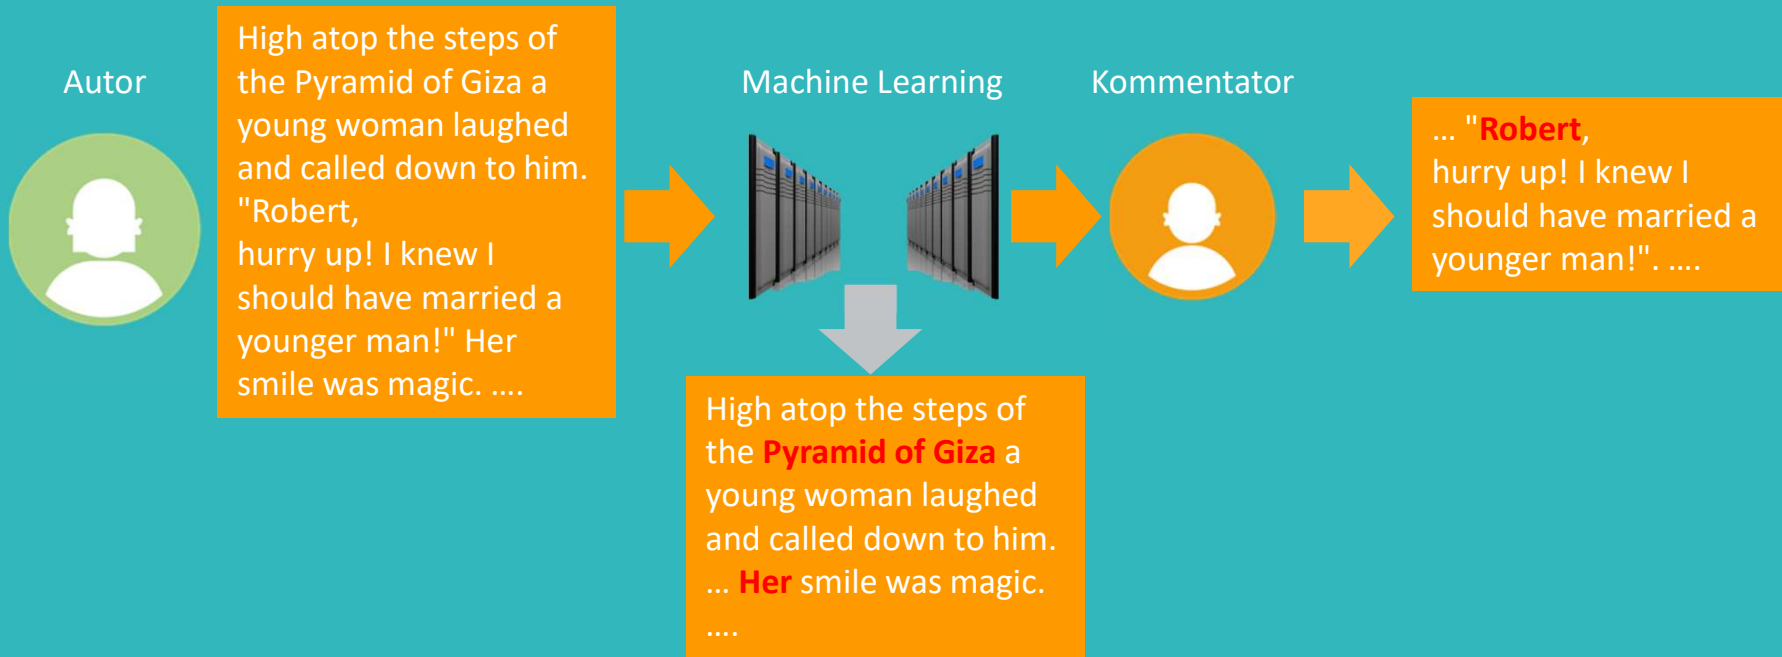 Autor
High atop the steps of
the Pyramid of Giza a
young woman laughed
and called down to him.
"Robert,
hurry up! I knew I
should have married a
younger man!" Her
smile was magic. ....
Machine Learning
Kommentator
... "Robert,
hurry up! I knew I
should have married a
younger man!". ....
High atop the steps of
the Pyramid of Giza a
young woman laughed
and called down to him.
... Her smile was magic.
....